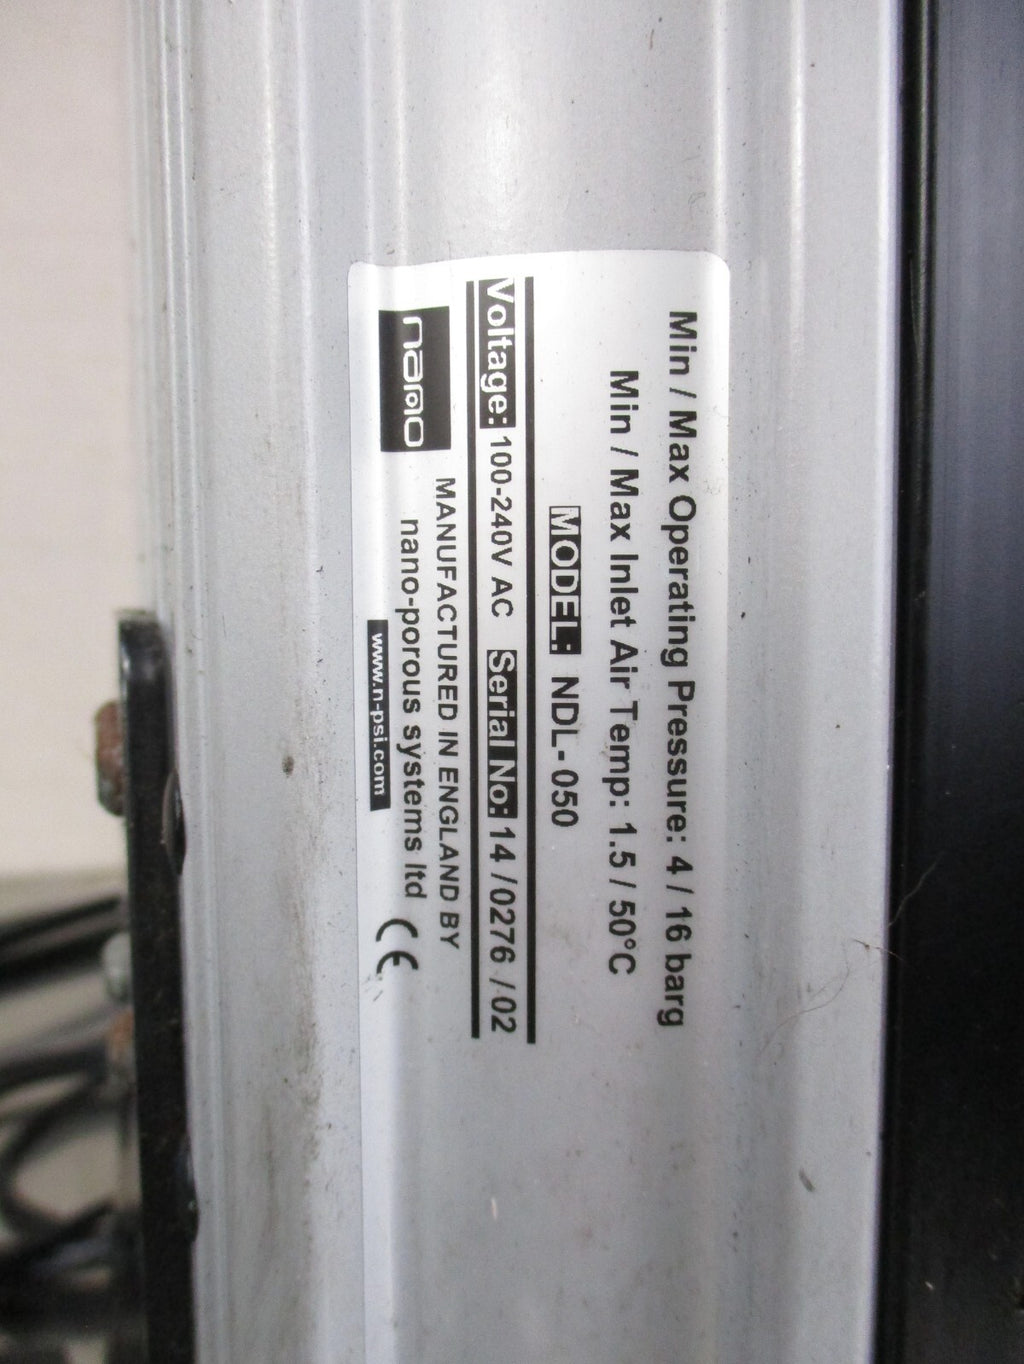 Min / Max Operating Pressure: 4 / 16 barg
Min / Max Inlet Air Temp: 1.5 / 50°C
MODEL: NDL-050
Voltage: 100-240V AC Serial No: 14 / 0276 / 02
nano
MANUFACTURED IN ENGLAND BY
nano-porous systems ltd
www.n-psi.com
CE